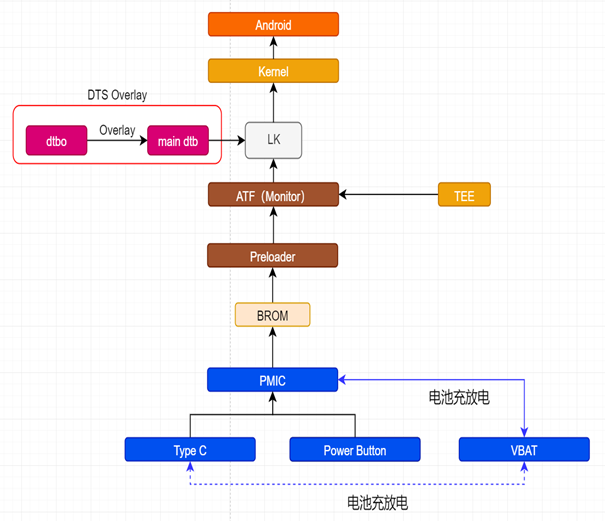 Android
Kernel
DTS Overlay
dtbo
Overlay
main dtb
LK
ATF（Monitor）
TEE
Preloader
BROM
PMIC
电池充放电
Type C
Power Button
VBAT
电池充放电